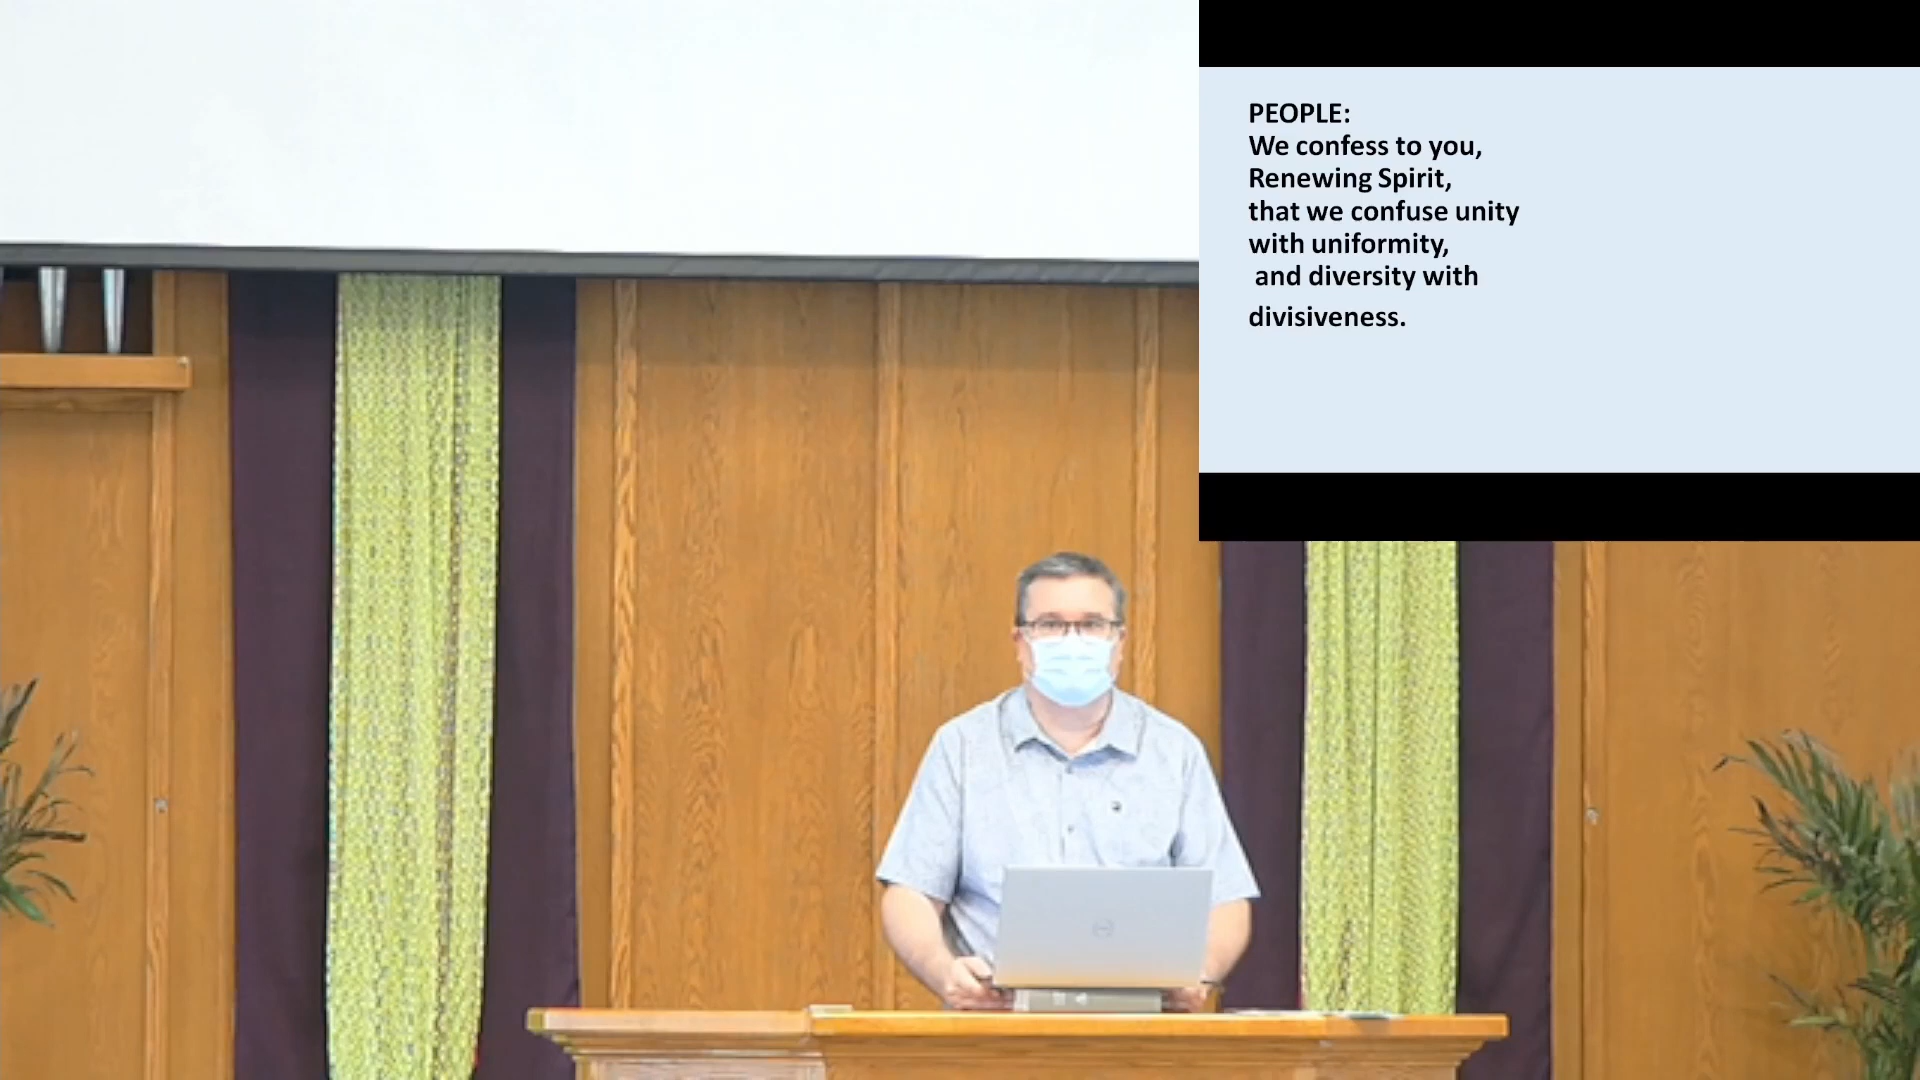 PEOPLE:
We confess to you,
Renewing Spirit,
that we confuse unity
with uniformity,
and diversity with
divisiveness.